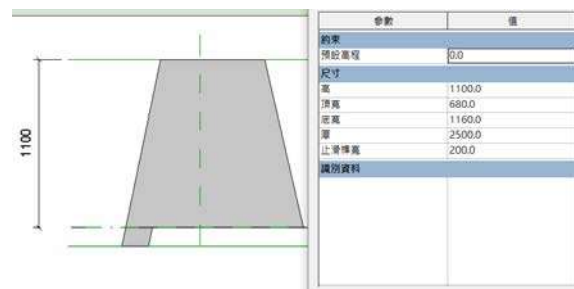 1100
參數 值
約束
預設高程 0.0
尺寸
高 1100.0
頂寬 680.0
底寬 1160.0
厚 2500.0
止滑榫寬 200.0
識別資料